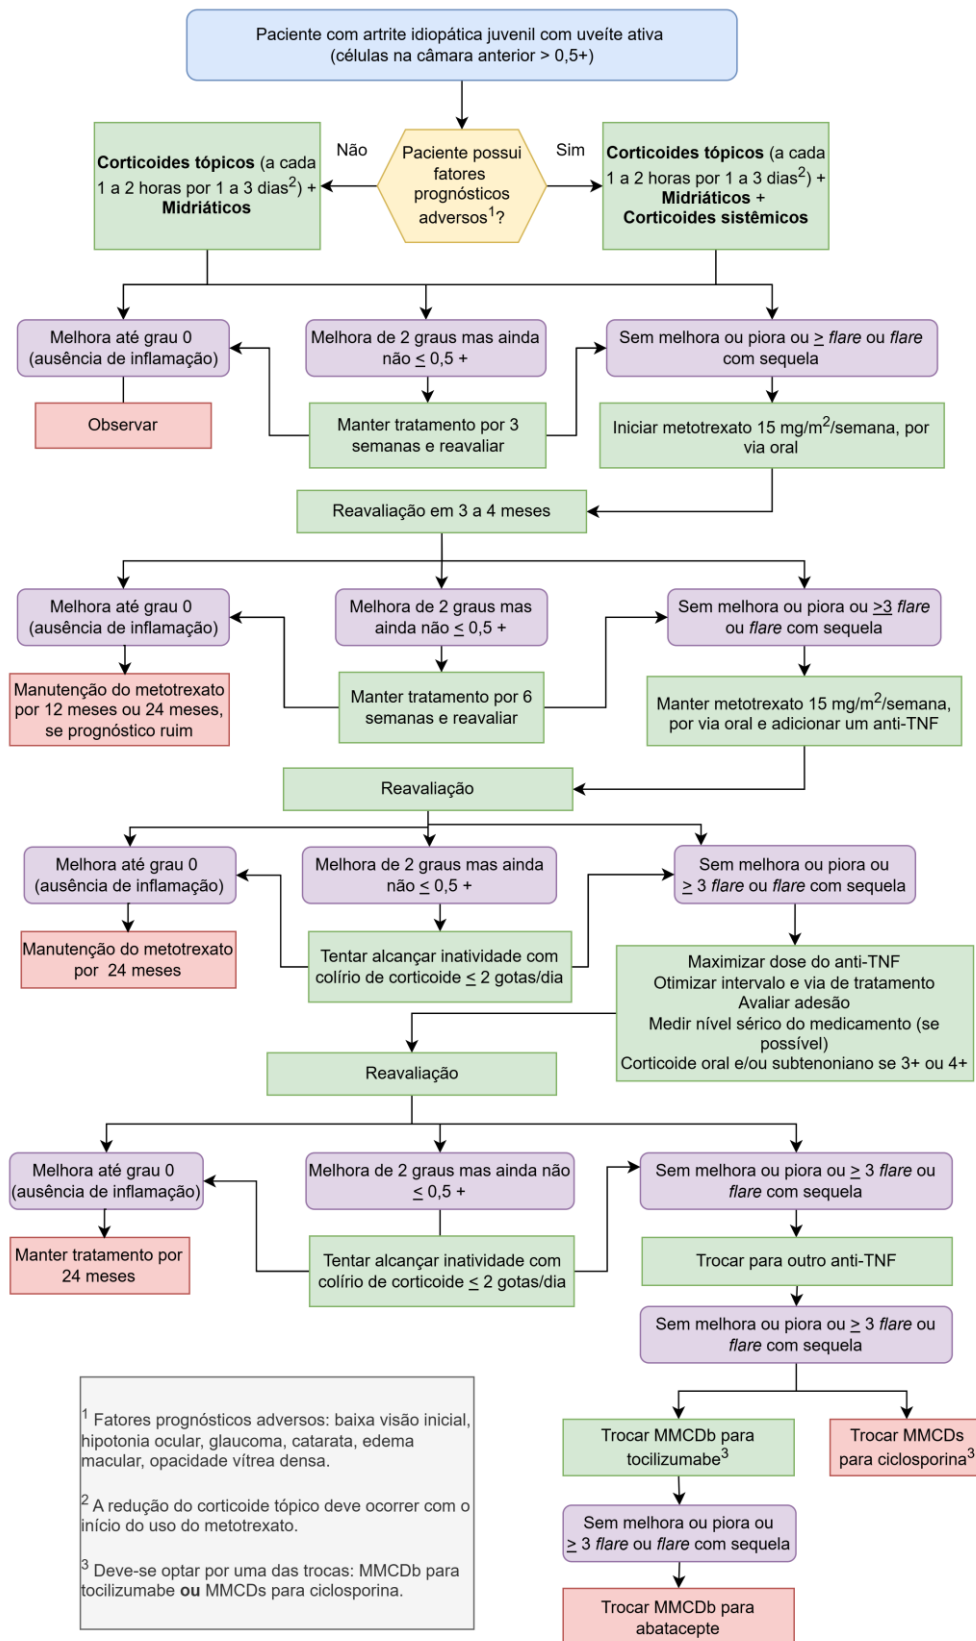 Paciente com artrite idiopática juvenil com uveíte ativa
(células na câmara anterior > 0,5+)
Não
Sim
Corticoides tópicos (a cada
1 a 2 horas por 1 a 3 dias²) +
Midriáticos
Paciente possui
fatores
prognósticos
adversos¹?
Corticoides tópicos (a cada
1 a 2 horas por 1 a 3 dias²) +
Midriáticos +
Corticoides sistêmicos
Melhora até grau 0
(ausência de inflamação)
Melhora de 2 graus mas ainda
não ≤ 0,5 +
Sem melhora ou piora ou ≥ flare ou flare
com sequela
Observar
Manter tratamento por 3
semanas e reavaliar
Iniciar metotrexato 15 mg/m²/semana, por
via oral
Reavaliação em 3 a 4 meses
Melhora até grau 0
(ausência de inflamação)
Melhora de 2 graus mas
ainda não ≤ 0,5 +
Sem melhora ou piora ou ≥3 flare
ou flare com sequela
Manutenção do metotrexato
por 12 meses ou 24 meses,
se prognóstico ruim
Manter tratamento por 6
semanas e reavaliar
Manter metotrexato 15 mg/m²/semana,
por via oral e adicionar um anti-TNF
Reavaliação
Melhora até grau 0
(ausência de inflamação)
Melhora de 2 graus mas ainda
não ≤ 0,5 +
Sem melhora ou piora ou
≥ 3 flare ou flare com sequela
Manutenção do metotrexato
por 24 meses
Tentar alcançar inatividade com
colírio de corticoide ≤ 2 gotas/dia
Maximizar dose do anti-TNF
Otimizar intervalo e via de tratamento
Avaliar adesão
Medir nível sérico do medicamento (se
possível)
Corticoide oral e/ou subtenoniano se 3+ ou 4+
Reavaliação
Melhora até grau 0
(ausência de inflamação)
Melhora de 2 graus mas ainda não
≤ 0,5 +
Sem melhora ou piora ou ≥ 3 flare ou
flare com sequela
Manter tratamento por
24 meses
Tentar alcançar inatividade com
colírio de corticoide ≤ 2 gotas/dia
Trocar para outro anti-TNF
Sem melhora ou piora ou ≥ 3 flare ou
flare com sequela
Trocar MMCDb para
tocilizumabe³
Trocar MMCDs
para ciclosporina³
Sem melhora ou piora ou
≥ 3 flare ou flare com sequela
Trocar MMCDb para
abatacepte
¹ Fatores prognósticos adversos: baixa visão inicial,
hipotonia ocular, glaucoma, catarata, edema
macular, opacidade vítrea densa.
² A redução do corticoide tópico deve ocorrer com o
início do uso do metotrexato.
³ Deve-se optar por uma das trocas: MMCDb para
tocilizumabe ou MMCDs para ciclosporina.